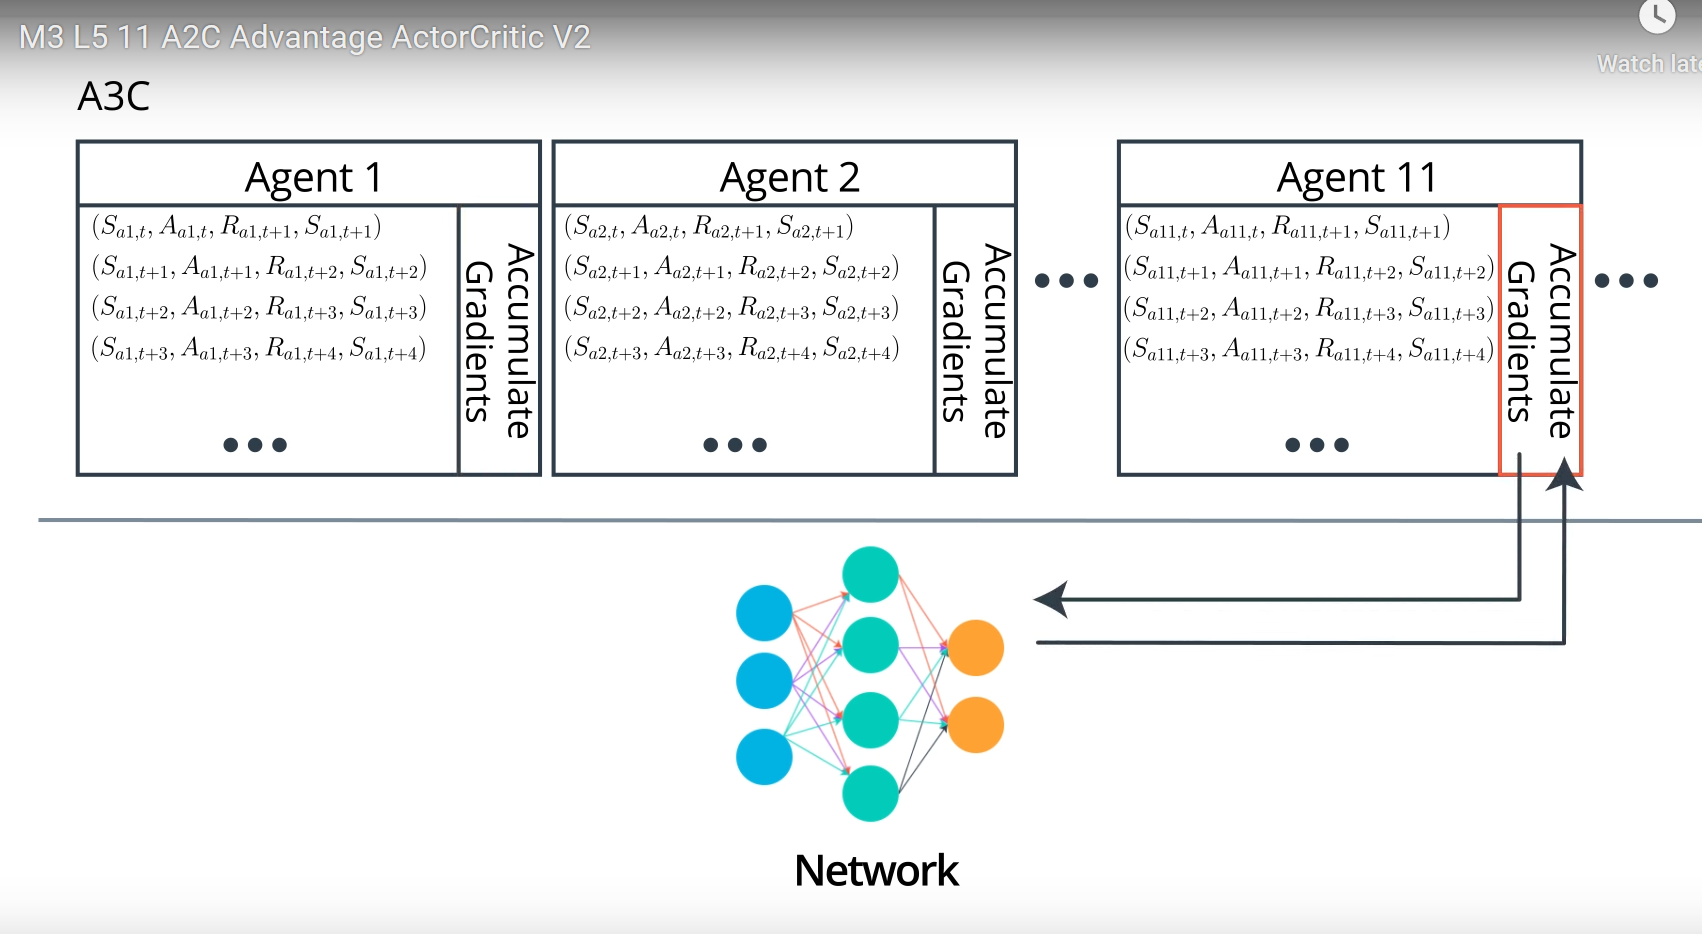 M3 L5 11 A2C Advantage ActorCritic V2
Watch late
A3C
Agent 1
(S_{a1,t}, A_{a1,t}, R_{a1,t+1}, S_{a1,t+1})
(S_{a1,t+1}, A_{a1,t+1}, R_{a1,t+2}, S_{a1,t+2})
(S_{a1,t+2}, A_{a1,t+2}, R_{a1,t+3}, S_{a1,t+3})
(S_{a1,t+3}, A_{a1,t+3}, R_{a1,t+4}, S_{a1,t+4})
Accumulate
Gradients
Agent 2
(S_{a2,t}, A_{a2,t}, R_{a2,t+1}, S_{a2,t+1})
(S_{a2,t+1}, A_{a2,t+1}, R_{a2,t+2}, S_{a2,t+2})
(S_{a2,t+2}, A_{a2,t+2}, R_{a2,t+3}, S_{a2,t+3})
(S_{a2,t+3}, A_{a2,t+3}, R_{a2,t+4}, S_{a2,t+4})
Accumulate
Gradients
Agent 11
(S_{a11,t}, A_{a11,t}, R_{a11,t+1}, S_{a11,t+1})
(S_{a11,t+1}, A_{a11,t+1}, R_{a11,t+2}, S_{a11,t+2})
(S_{a11,t+2}, A_{a11,t+2}, R_{a11,t+3}, S_{a11,t+3})
(S_{a11,t+3}, A_{a11,t+3}, R_{a11,t+4}, S_{a11,t+4})
Accumulate
Gradients
Network